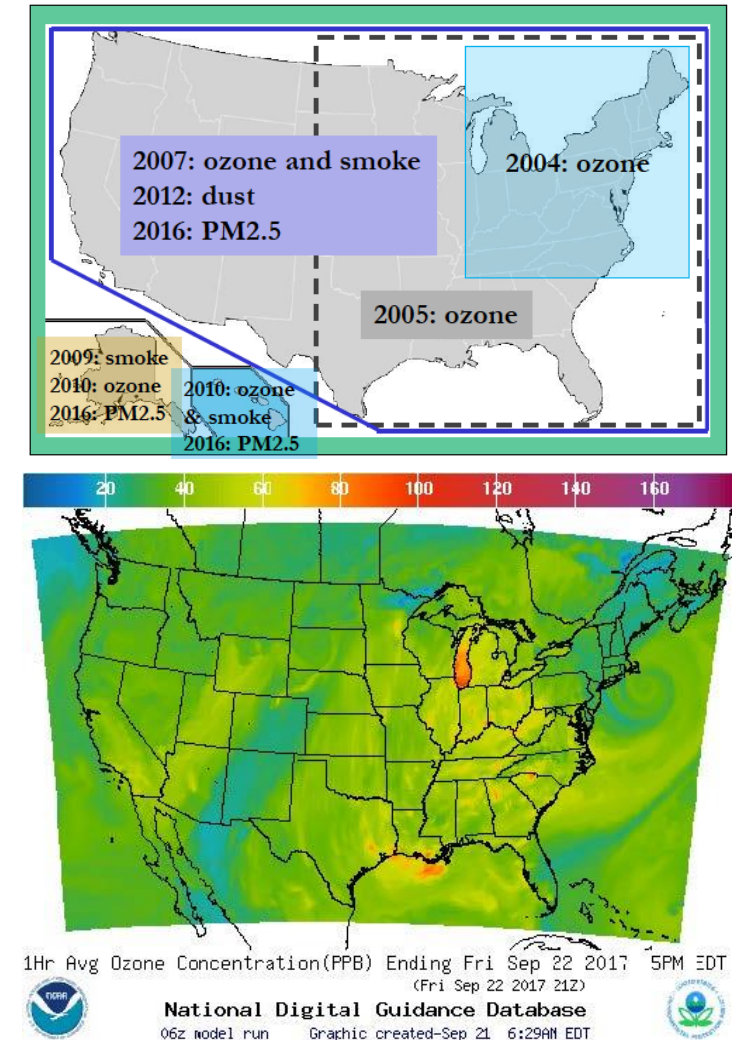 2007: ozone and smoke
2012: dust
2016: PM2.5
2004: ozone
2005: ozone
2009: smoke
2010: ozone
2016: PM2.5
2010: ozone
& smoke
2016: PM2.5
20 40 60 80 100 120 140 160
1Hr Avg Ozone Concentration(PPB) Ending Fri Sep 22 2017 5PM EDT
(Fri Sep 22 2017 21Z)
National Digital Guidance Database
06z model run Graphic created-Sep 21 6:29AM EDT